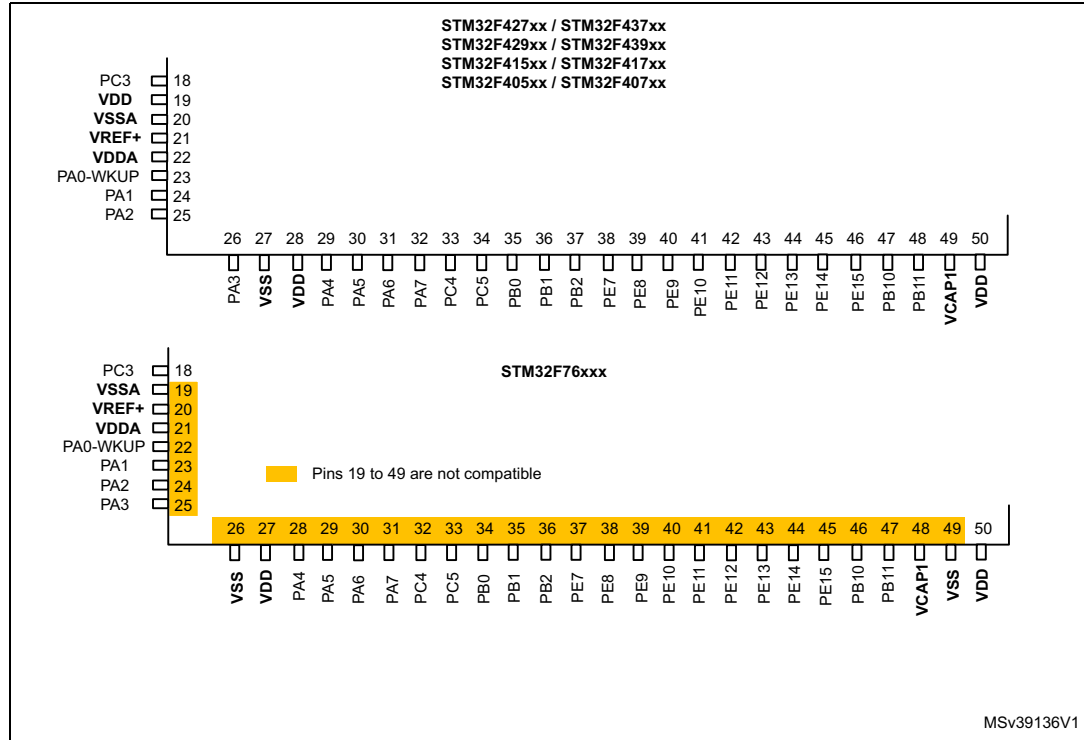 STM32F427xx / STM32F437xx
STM32F429xx / STM32F439xx
STM32F415xx / STM32F417xx
STM32F405xx / STM32F407xx
PC3 18
VDD 19
VSSA 20
VREF+ 21
VDDA 22
PA0-WKUP 23
PA1 24
PA2 25
26 27 28 29 30 31 32 33 34 35 36 37 38 39 40 41 42 43 44 45 46 47 48 49 50
PA3 VSS VDD PA4 PA5 PA6 PA7 PC4 PC5 PB0 PB1 PB2 PE7 PE8 PE9 PE10 PE11 PE12 PE13 PE14 PE15 PB10 PB11 VCAP1 VDD
STM32F76xxx
PC3 18
VSSA 19
VREF+ 20
VDDA 21
PA0-WKUP 22
PA1 23
PA2 24
PA3 25
Pins 19 to 49 are not compatible
26 27 28 29 30 31 32 33 34 35 36 37 38 39 40 41 42 43 44 45 46 47 48 49 50
VSS VDD PA4 PA5 PA6 PA7 PC4 PC5 PB0 PB1 PB2 PE7 PE8 PE9 PE10 PE11 PE12 PE13 PE14 PE15 PB10 PB11 VCAP1 VSS VDD
MSv39136V1